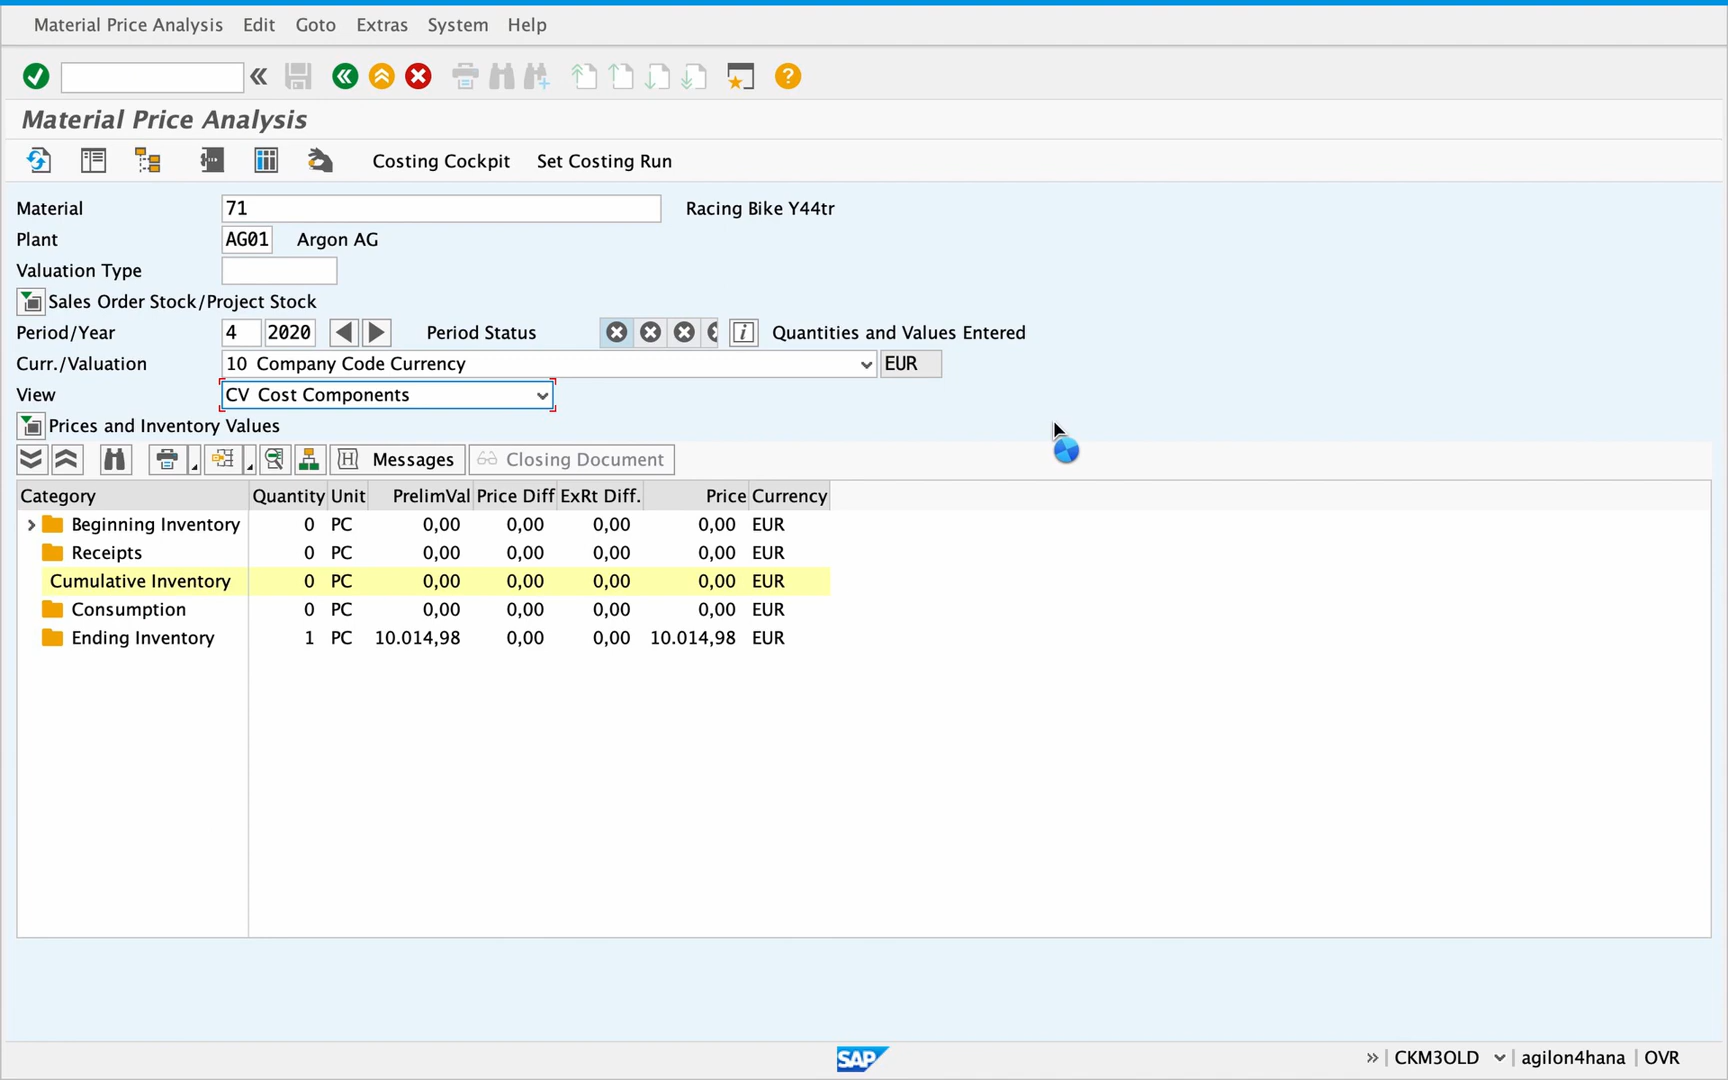 Material Price Analysis Edit Goto Extras System Help
Material Price Analysis
Costing Cockpit Set Costing Run
Material 71 Racing Bike Y44tr
Plant AG01 Argon AG
Valuation Type
Sales Order Stock/Project Stock
Period/Year 4 2020 Period Status Quantities and Values Entered
Curr./Valuation 10 Company Code Currency EUR
View CV Cost Components
Prices and Inventory Values
Messages Closing Document
Category Quantity Unit PrelimVal Price Diff ExRt Diff. Price Currency
Beginning Inventory 0 PC 0,00 0,00 0,00 0,00 EUR
Receipts 0 PC 0,00 0,00 0,00 0,00 EUR
Cumulative Inventory 0 PC 0,00 0,00 0,00 0,00 EUR
Consumption 0 PC 0,00 0,00 0,00 0,00 EUR
Ending Inventory 1 PC 10.014,98 0,00 0,00 10.014,98 EUR
SAP CKM3OLD agilon4hana OVR